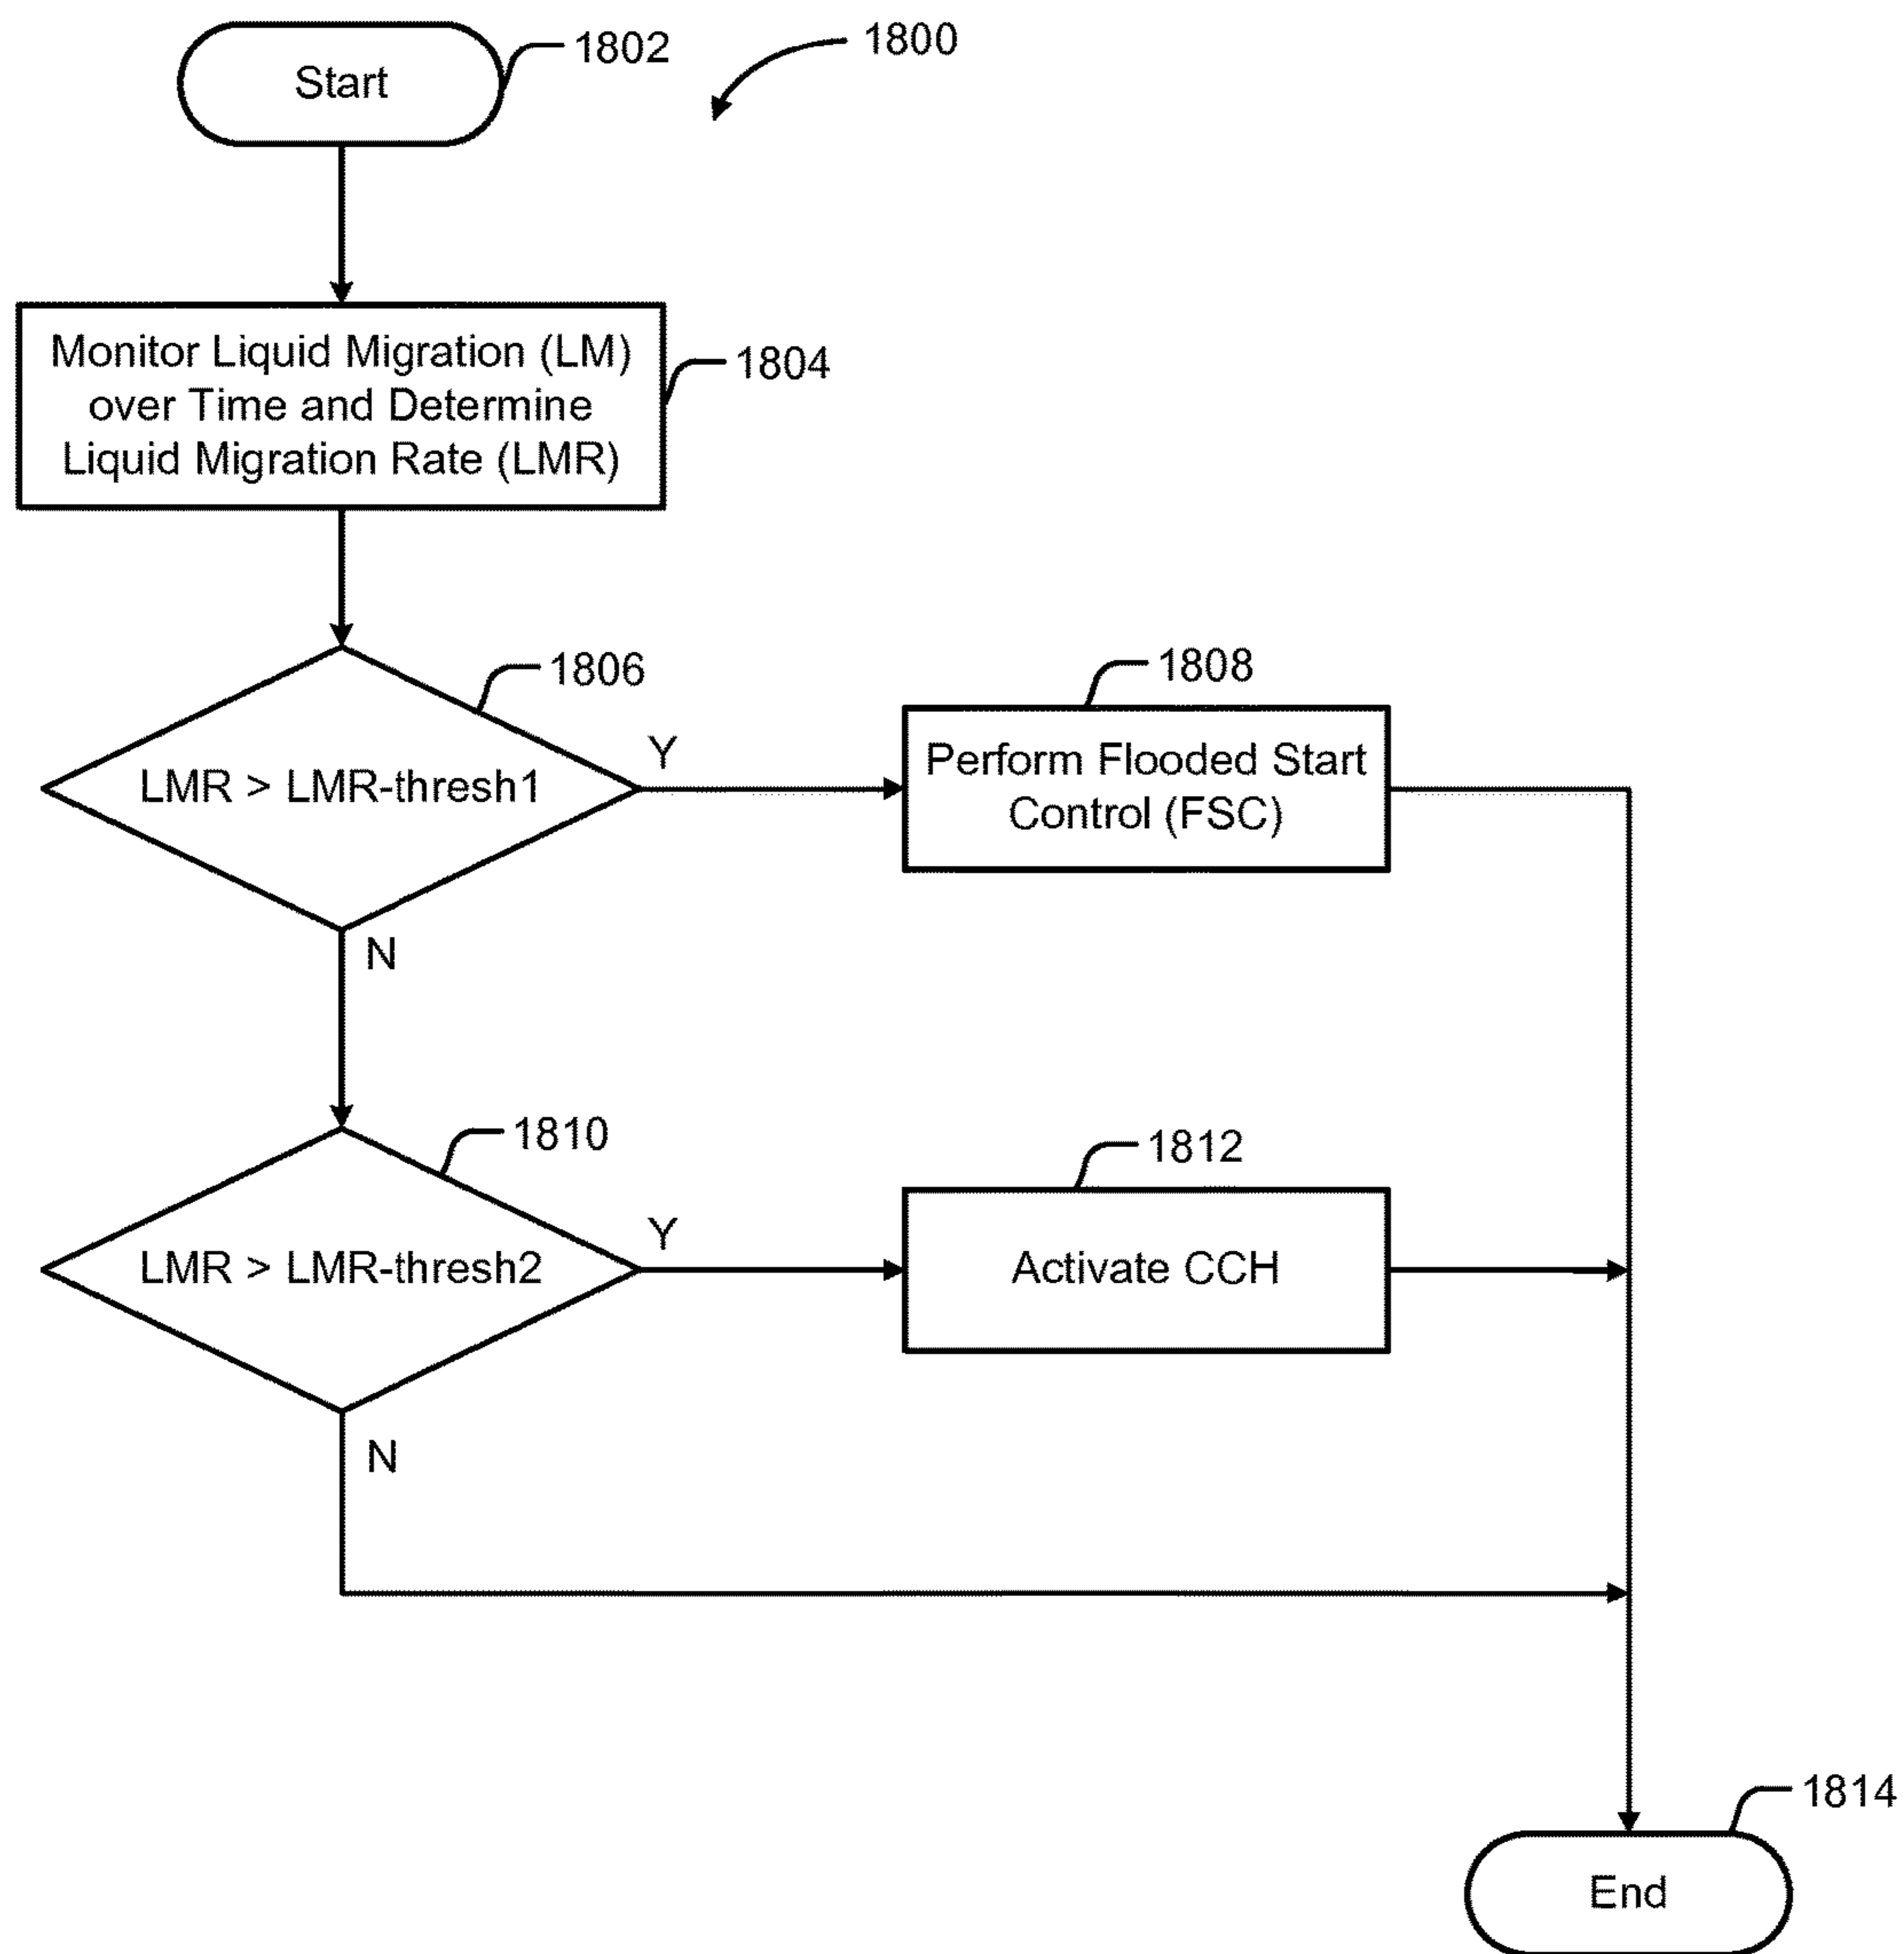 Start
1802
1800
Monitor Liquid Migration (LM)
over Time and Determine
Liquid Migration Rate (LMR)
1804
1806
LMR > LMR-thresh1
Y
N
1808
Perform Flooded Start
Control (FSC)
1810
LMR > LMR-thresh2
Y
N
1812
Activate CCH
1814
End